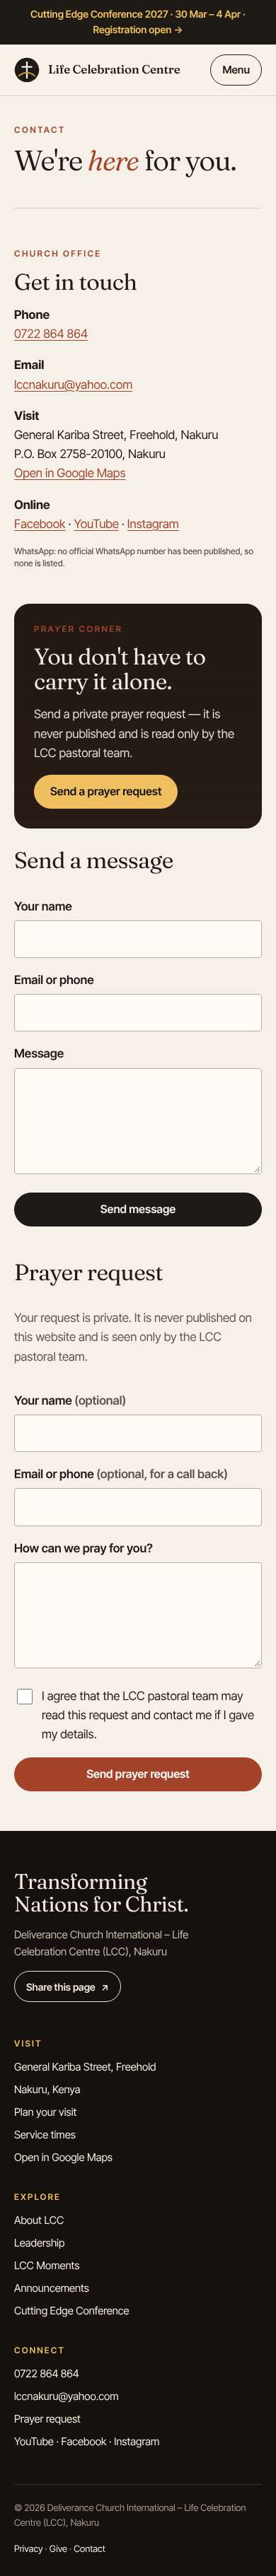 Cutting Edge Conference 2027 · 30 Mar – 4 Apr ·
Registration open →
Life Celebration Centre
Menu
CONTACT
We're here for you.
CHURCH OFFICE
Get in touch
Phone
0722 864 864
Email
lccnakuru@yahoo.com
Visit
General Kariba Street, Freehold, Nakuru
P.O. Box 2758-20100, Nakuru
Open in Google Maps
Online
Facebook · YouTube · Instagram
WhatsApp: no official WhatsApp number has been published, so
none is listed.
PRAYER CORNER
You don't have to
carry it alone.
Send a private prayer request — it is
never published and is read only by the
LCC pastoral team.
Send a prayer request
Send a message
Your name
Email or phone
Message
Send message
Prayer request
Your request is private. It is never published on
this website and is seen only by the LCC
pastoral team.
Your name (optional)
Email or phone (optional, for a call back)
How can we pray for you?
I agree that the LCC pastoral team may
read this request and contact me if I gave
my details.
Send prayer request
Transforming
Nations for Christ.
Deliverance Church International – Life
Celebration Centre (LCC), Nakuru
Share this page ↗
VISIT
General Kariba Street, Freehold
Nakuru, Kenya
Plan your visit
Service times
Open in Google Maps
EXPLORE
About LCC
Leadership
LCC Moments
Announcements
Cutting Edge Conference
CONNECT
0722 864 864
lccnakuru@yahoo.com
Prayer request
YouTube · Facebook · Instagram
© 2026 Deliverance Church International – Life Celebration
Centre (LCC), Nakuru
Privacy · Give · Contact